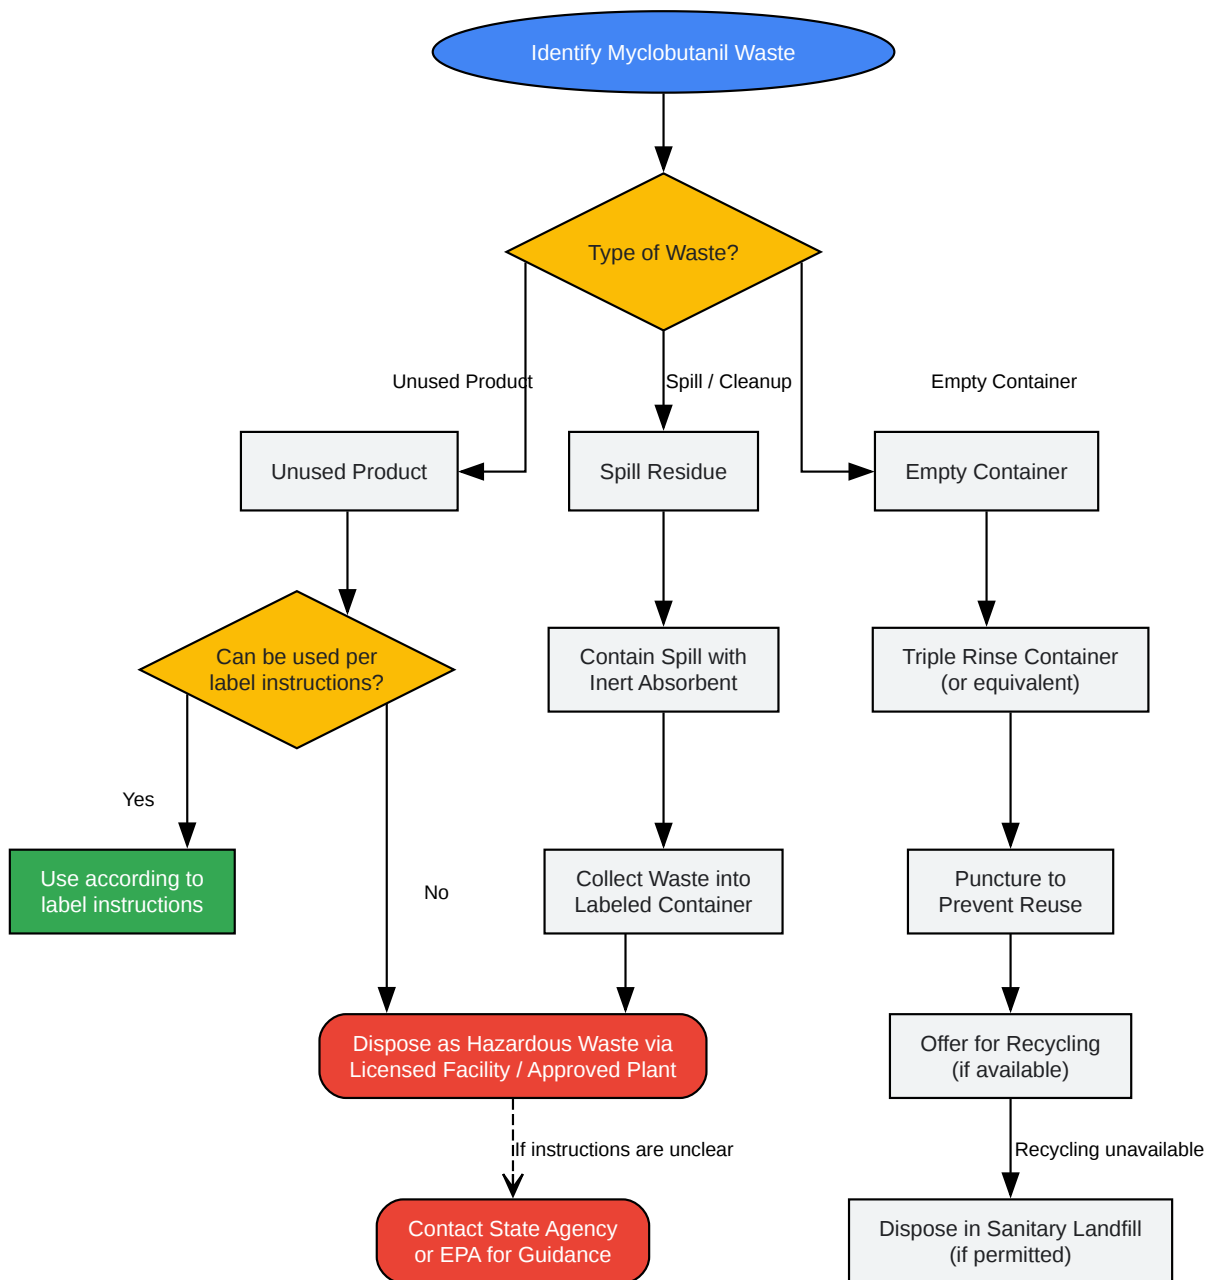 Identify Myclobutanil Waste
Type of Waste?
Unused Product
Spill / Cleanup
Empty Container
Unused Product
Spill Residue
Empty Container
Can be used per
label instructions?
Contain Spill with
Inert Absorbent
Triple Rinse Container
(or equivalent)
Yes
No
Use according to
label instructions
Collect Waste into
Labeled Container
Puncture to
Prevent Reuse
Dispose as Hazardous Waste via
Licensed Facility / Approved Plant
Offer for Recycling
(if available)
If instructions are unclear
Recycling unavailable
Contact State Agency
or EPA for Guidance
Dispose in Sanitary Landfill
(if permitted)